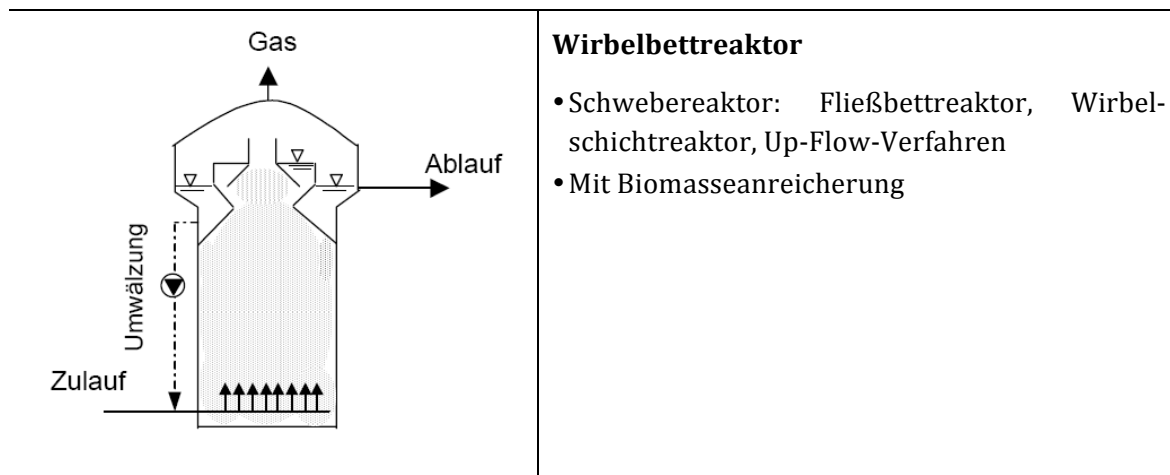 Gas
Ablauf
Umwälzung
Zulauf
Wirbelbettreaktor
• Schwebereaktor: Fließbettreaktor, Wirbel-
schichtreaktor, Up-Flow-Verfahren
• Mit Biomasseanreicherung